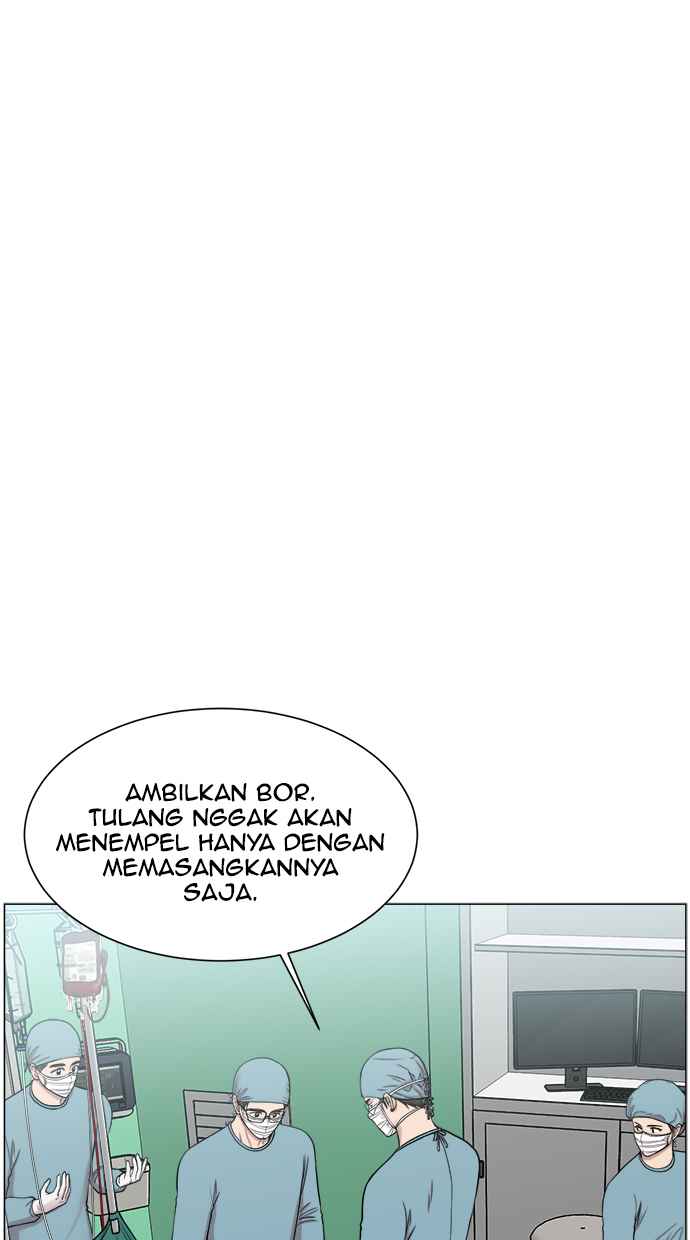 AMBILKAN BOR.
TULANG NGGAK AKAN
MENEMPEL HANYA DENGAN
MEMASANGKANNYA
SAJA.